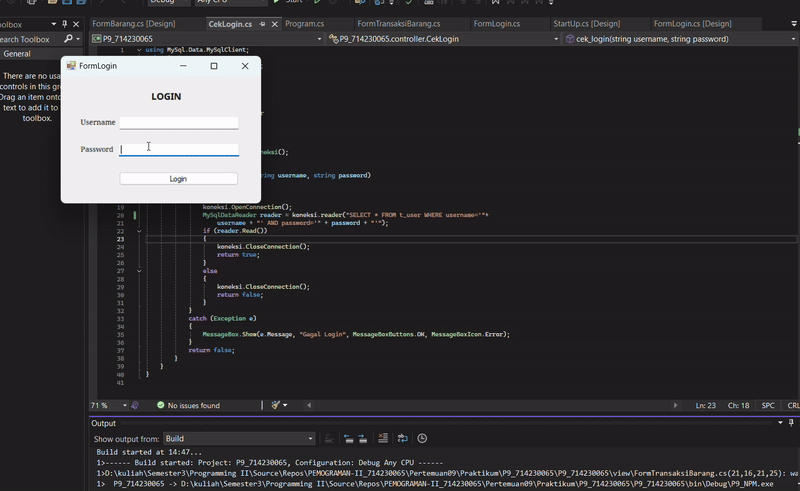 Debug
Any CPU
Start
oolbox
FormBarang.cs [Design]
CekLogin.cs
Program.cs
FormTransaksiBarang.cs
FormLogin.cs
StartUp.cs [Design]
FormLogin.cs [Design]
earch Toolbox
P9_714230065
P9_714230065.controller.CekLogin
cek_login(string username, string password)
General
There are no usa
controls in this gro
Drag an item onto
text to add it to
toolbox.
1 using MySql.Data.MySqlClient;
FormLogin
LOGIN
Username
Password
Login
neksi();
ring username, string password)
19 koneksi.OpenConnection();
20 MySqlDataReader reader = koneksi.reader("SELECT * FROM t_user WHERE username='"+
21 username + "' AND password='" + password + "'");
22 if (reader.Read())
23 {
24 koneksi.CloseConnection();
25 return true;
26 }
27 else
28 {
29 koneksi.CloseConnection();
30 return false;
31 }
32 }
33 catch (Exception e)
34 {
35 MessageBox.Show(e.Message, "Gagal Login", MessageBoxButtons.OK, MessageBoxIcon.Error);
36 }
37 return false;
38 }
39 }
40 }
41
71 %
No issues found
Ln: 23
Ch: 18
SPC
CRL
Output
Show output from:
Build
Build started at 14:47...
1>------ Build started: Project: P9_714230065, Configuration: Debug Any CPU ------
1>D:\kuliah\Semester3\Programming II\Source\Repos\PEMOGRAMAN-II_714230065\Pertemuan09\Praktikum\P9_714230065\P9_714230065\view\FormTransaksiBarang.cs(21,16,21,25): wa
1> P9_714230065 -> D:\kuliah\Semester3\Programming II\Source\Repos\PEMOGRAMAN-II_714230065\Pertemuan09\Praktikum\P9_714230065\P9_714230065\bin\Debug\P9_NPM.exe